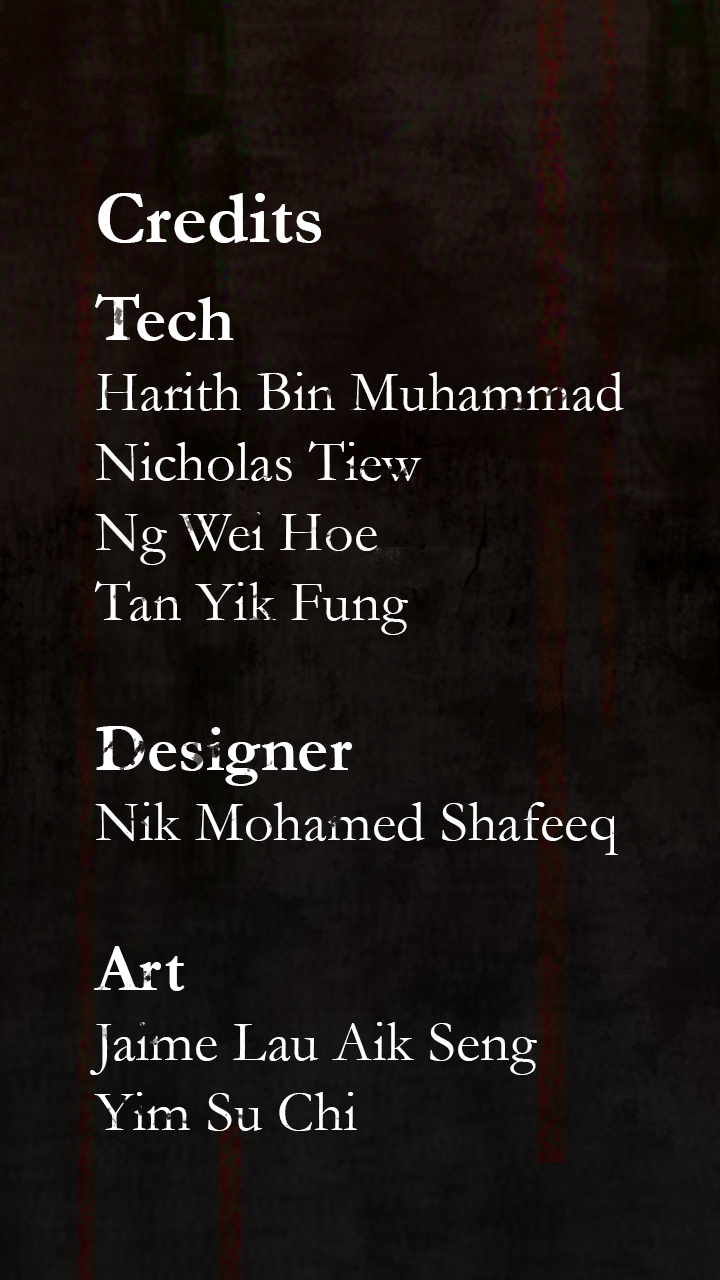 Credits
Tech
Harith Bin Muhammad
Nicholas Tiew
Ng Wei Hoe
Tan Yik Fung
Designer
Nik Mohamed Shafeeq
Art
Jaime Lau Aik Seng
Yim Su Chi